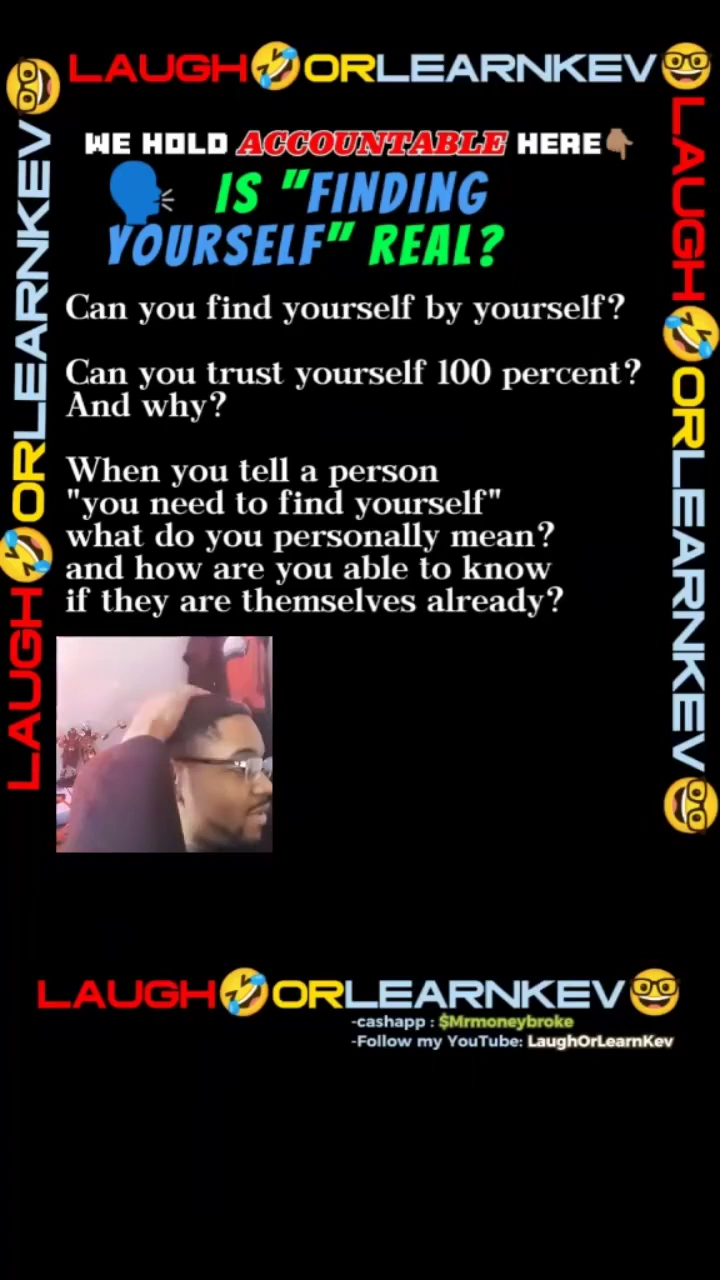 LAUGH🤣ORLEARNKEV🤓
WE HOLD ACCOUNTABLE HERE👇🏽
IS "FINDING
YOURSELF" REAL?
Can you find yourself by yourself?
Can you trust yourself 100 percent?
And why?
When you tell a person
"you need to find yourself"
what do you personally mean?
and how are you able to know
if they are themselves already?
LAUGH🤣ORLEARNKEV🤓
LAUGH🤣ORLEARNKEV🤓
LAUGH🤣ORLEARNKEV🤓
-cashapp : $Mrmoneybroke
-Follow my YouTube: LaughOrLearnKev